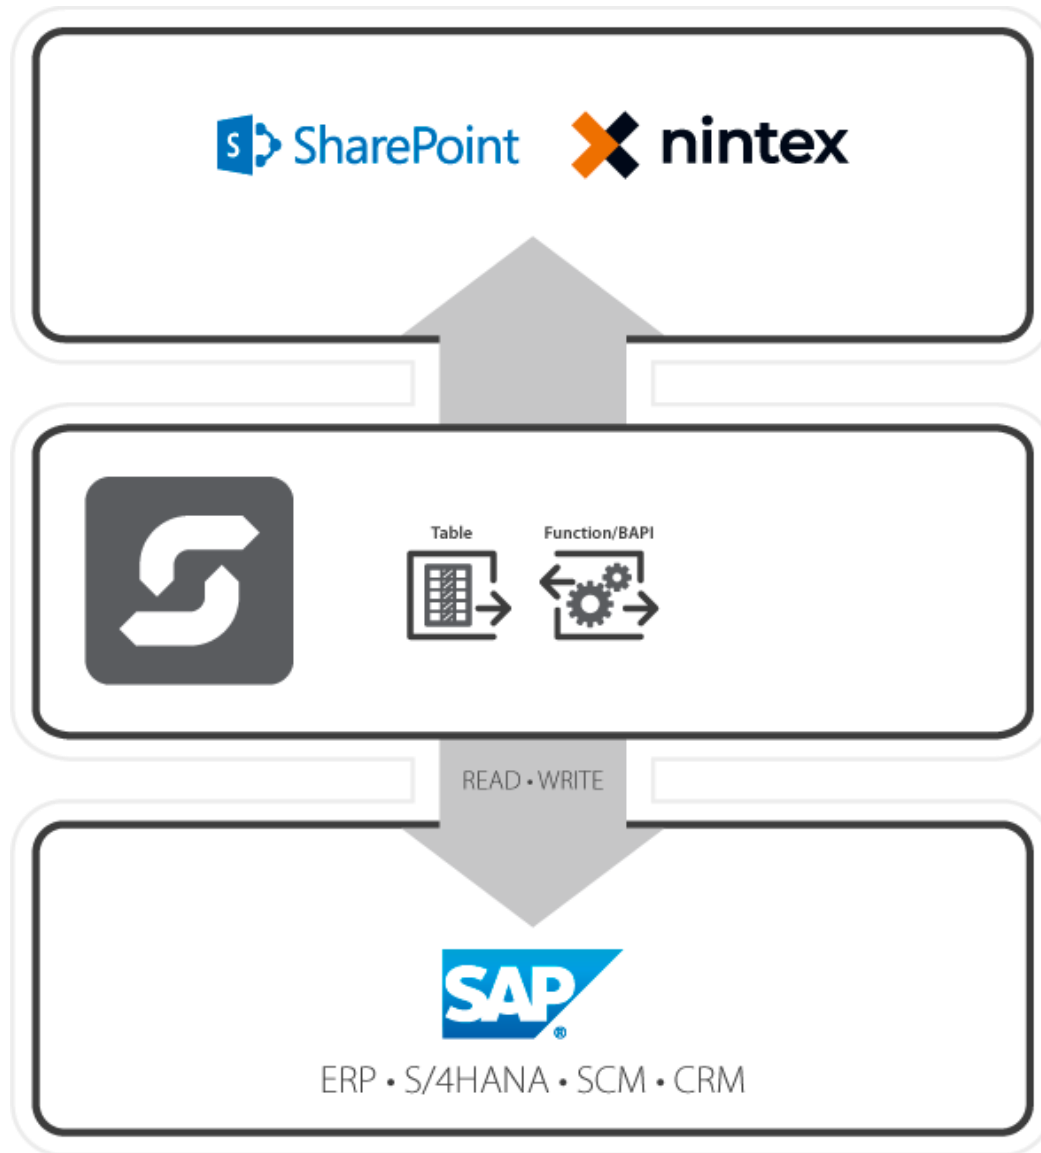 S SharePoint nintex
Table Function/BAPI
READ • WRITE
SAP®
ERP • S/4HANA • SCM • CRM